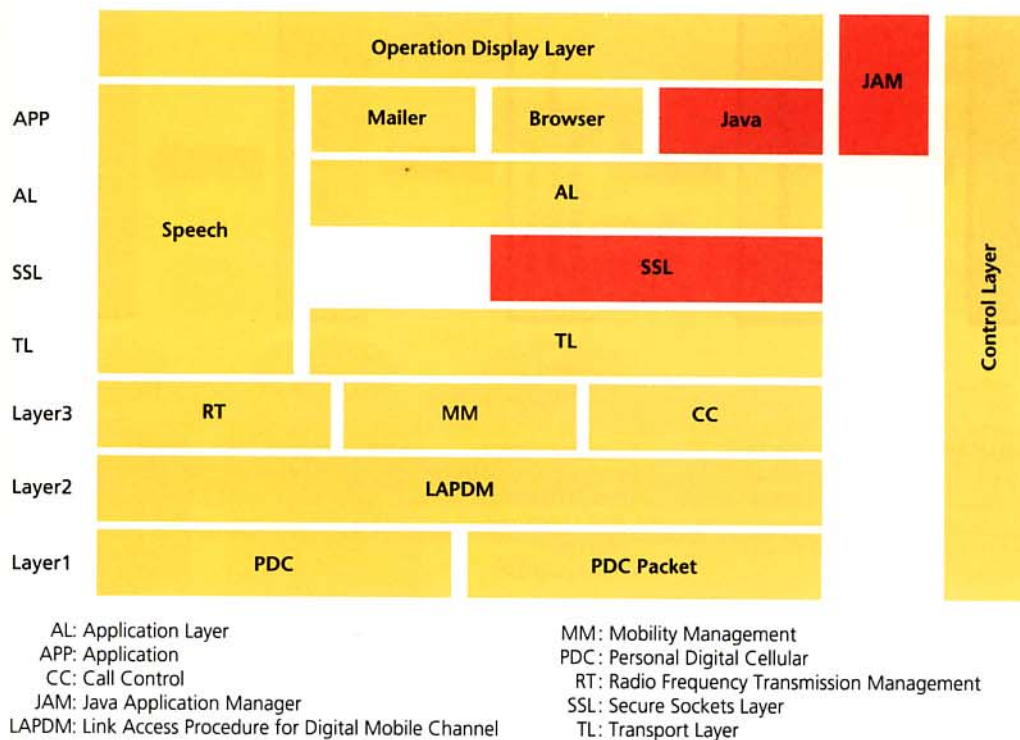 Operation Display Layer
JAM
APP
Mailer
Browser
Java
AL
AL
Speech
SSL
SSL
Control Layer
TL
TL
Layer3
RT
MM
CC
Layer2
LAPDM
Layer1
PDC
PDC Packet
AL: Application Layer
APP: Application
CC: Call Control
JAM: Java Application Manager
LAPDM: Link Access Procedure for Digital Mobile Channel
MM: Mobility Management
PDC: Personal Digital Cellular
RT: Radio Frequency Transmission Management
SSL: Secure Sockets Layer
TL: Transport Layer